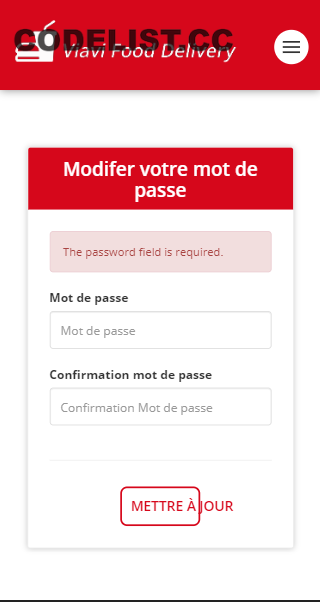 CODELIST.CC
Viavi Food Delivery
Modifer votre mot de
passe
The password field is required.
Mot de passe
Mot de passe
Confirmation mot de passe
Confirmation Mot de passe
METTRE À JOUR